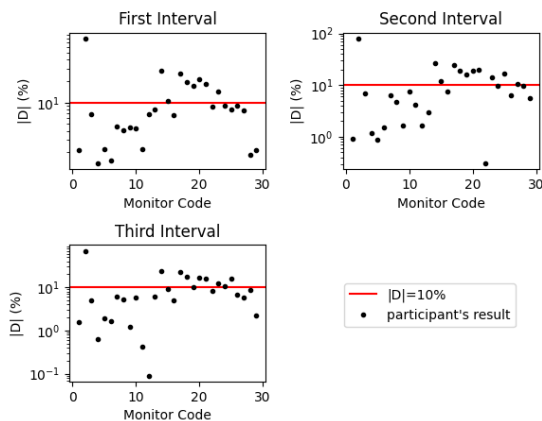 First Interval
|D| (%)
10¹
0 10 20 30
Monitor Code
Second Interval
|D| (%)
10²
10¹
10⁰
0 10 20 30
Monitor Code
Third Interval
|D| (%)
10¹
10⁰
10⁻¹
0 10 20 30
Monitor Code
|D|=10%
participant's result